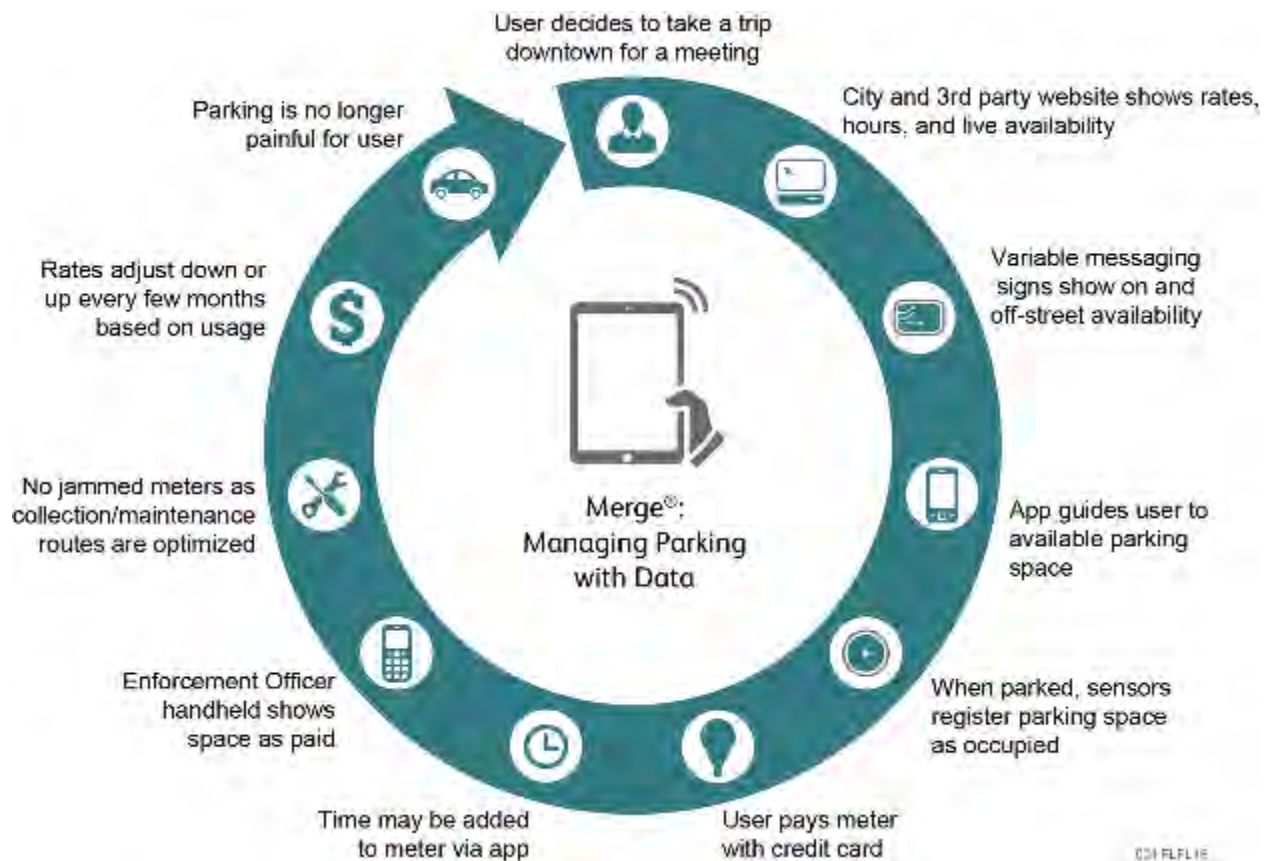 User decides to take a trip
downtown for a meeting
City and 3rd party website shows rates,
hours, and live availability
Variable messaging
signs show on and
off-street availability
App guides user to
available parking
space
When parked, sensors
register parking space
as occupied
User pays meter
with credit card
Time may be added
to meter via app
Enforcement Officer
handheld shows
space as paid
No jammed meters as
collection/maintenance
routes are optimized
Rates adjust down or
up every few months
based on usage
Parking is no longer
painful for user
Merge®:
Managing Parking
with Data